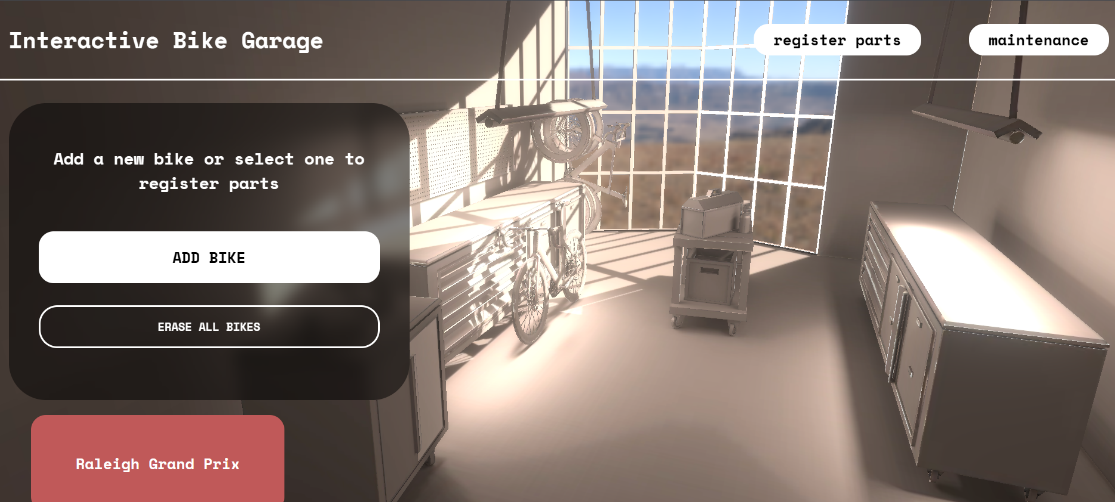 Interactive Bike Garage
register parts
maintenance
Add a new bike or select one to
register parts
ADD BIKE
ERASE ALL BIKES
Raleigh Grand Prix